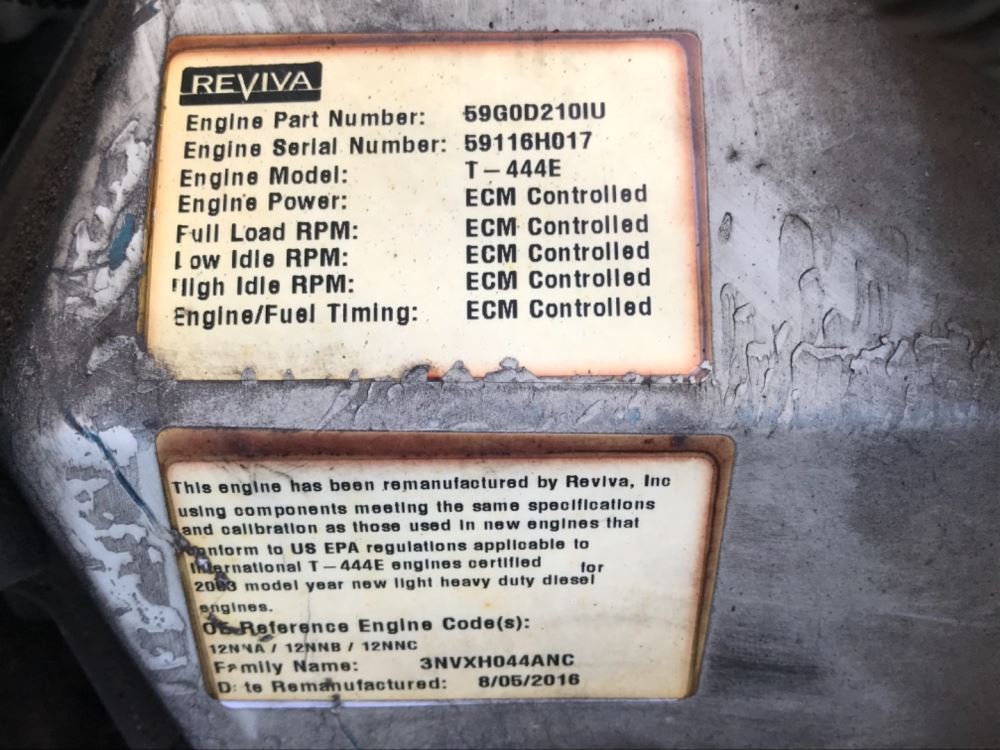 REVIVA
Engine Part Number: 59G0D210IU
Engine Serial Number: 59116H017
Engine Model: T-444E
Engine Power: ECM Controlled
Full Load RPM: ECM Controlled
Low Idle RPM: ECM Controlled
High Idle RPM: ECM Controlled
Engine/Fuel Timing: ECM Controlled
This engine has been remanufactured by Reviva, Inc
using components meeting the same specifications
and calibration as those used in new engines that
conform to US EPA regulations applicable to
International T-444E engines certified for
2003 model year new light heavy duty diesel
engines.
OE Reference Engine Code(s):
12NNA / 12NNB / 12NNC
Family Name: 3NVXH044ANC
Date Remanufactured: 8/05/2016